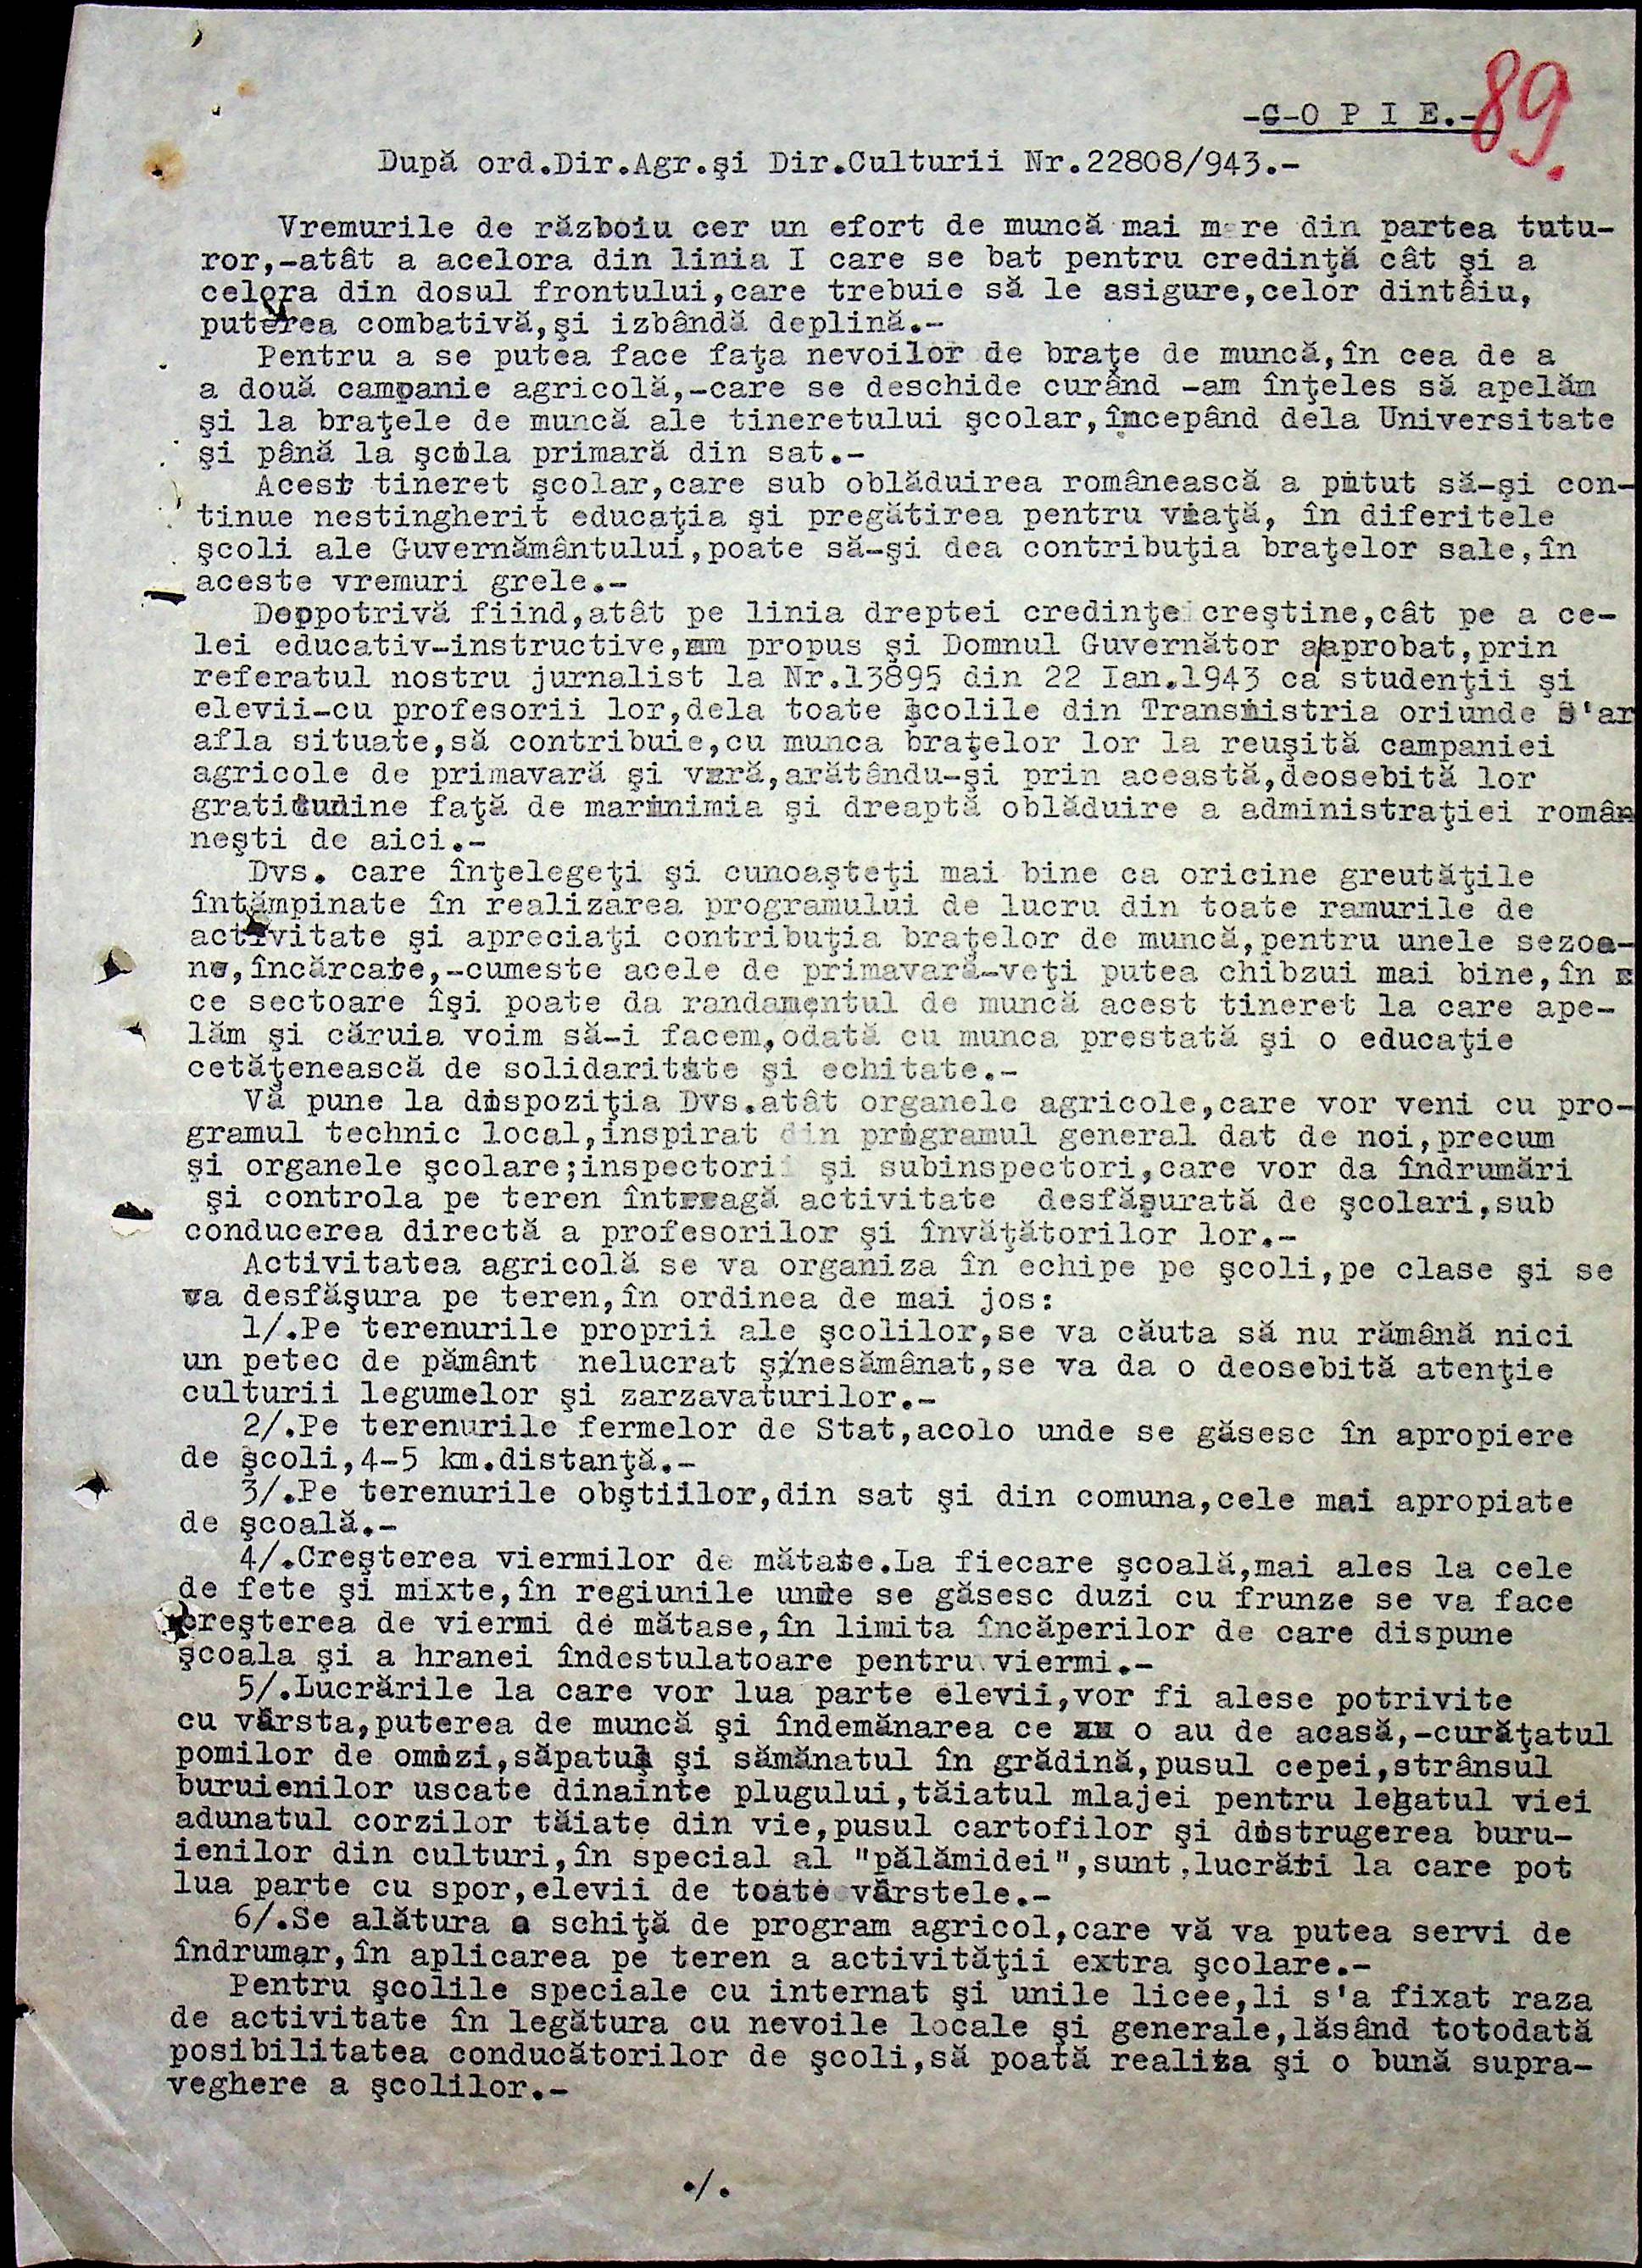 89.
-C-O P I E.-
După ord.Dir.Agr.şi Dir.Culturii Nr.22808/943.-
Vremurile de războiu cer un efort de muncă mai mare din partea tutu-
ror,-atât a acelora din linia I care se bat pentru credinţă cât şi a
celora din dosul frontului,care trebuie să le asigure,celor dintâiu,
puterea combativă,şi izbândă deplină.-
Pentru a se putea face faţa nevoilor de braţe de muncă,în cea de a
a două campanie agricolă,-care se deschide curând -am înţeles să apelăm
şi la braţele de muncă ale tineretului şcolar,începând dela Universitate
şi până la şcola primară din sat.-
Acest tineret şcolar,care sub oblăduirea românească a putut să-şi con-
tinue nestingherit educaţia şi pregătirea pentru viaţă, în diferitele
şcoli ale Guvernământului,poate să-şi dea contribuţia braţelor sale,în
aceste vremuri grele.-
Deppotrivă fiind,atât pe linia dreptei credinţei creştine,cât pe a ce-
lei educativ-instructive,am propus şi Domnul Guvernător a/aprobat,prin
referatul nostru jurnalist la Nr.13895 din 22 Ian.1943 ca studenţii şi
elevii-cu profesorii lor,dela toate şcolile din Transnistria oriunde s'ar
afla situate,să contribuie,cu munca braţelor lor la reuşită campaniei
agricole de primavară şi vară,arătându-şi prin această,deosebită lor
gratitudine faţă de marinimia şi dreaptă oblăduire a administraţiei român
neşti de aici.-
Dvs. care înţelegeţi şi cunoaşteţi mai bine ca oricine greutăţile
întâmpinate în realizarea programului de lucru din toate ramurile de
activitate şi apreciaţi contribuţia braţelor de muncă,pentru unele sezoa-
ne,încărcate,-cumeste acele de primavară-veţi putea chibzui mai bine,în
ce sectoare îşi poate da randamentul de muncă acest tineret la care ape-
lăm şi căruia voim să-i facem,odată cu munca prestată şi o educaţie
cetăţenească de solidaritate şi echitate.-
Vă pune la dispoziţia Dvs.atât organele agricole,care vor veni cu pro-
gramul technic local,inspirat din programul general dat de noi,precum
şi organele şcolare;inspectorii şi subinspectori,care vor da îndrumări
şi controla pe teren întreagă activitate desfăşurată de şcolari,sub
conducerea directă a profesorilor şi învăţătorilor lor.-
Activitatea agricolă se va organiza în echipe pe şcoli,pe clase şi se
va desfăşura pe teren,în ordinea de mai jos:
1/.Pe terenurile proprii ale şcolilor,se va căuta să nu rămână nici
un petec de pământ nelucrat şi/nesămânat,se va da o deosebită atenţie
culturii legumelor şi zarzavaturilor.-
2/.Pe terenurile fermelor de Stat,acolo unde se găsesc în apropiere
de şcoli,4-5 km.distanţă.-
3/.Pe terenurile obştiilor,din sat şi din comuna,cele mai apropiate
de şcoală.-
4/.Creşterea viermilor de mătase.La fiecare şcoală,mai ales la cele
de fete şi mixte,în regiunile unde se găsesc duzi cu frunze se va face
creşterea de viermi de mătase,în limita încăperilor de care dispune
şcoala şi a hranei îndestulatoare pentru viermi.-
5/.Lucrările la care vor lua parte elevii,vor fi alese potrivite
cu vârsta,puterea de muncă şi îndemănarea ce o au de acasă,-curăţatul
pomilor de omizi,săpatul şi sămănatul în grădină,pusul cepei,strânsul
buruienilor uscate dinainte plugului,tăiatul mlajei pentru legatul viei
adunatul corzilor tăiate din vie,pusul cartofilor şi distrugerea buru-
ienilor din culturi,în special al "pălămidei",sunt,lucrări la care pot
lua parte cu spor,elevii de toate vârstele.-
6/.Se alătura o schiţă de program agricol,care vă va putea servi de
îndrumar,în aplicarea pe teren a activităţii extra şcolare.-
Pentru şcolile speciale cu internat şi unile licee,li s'a fixat raza
de activitate în legătura cu nevoile locale şi generale,lăsând totodată
posibilitatea conducătorilor de şcoli,să poată realiza şi o bună supra-
veghere a şcolilor.-
./.